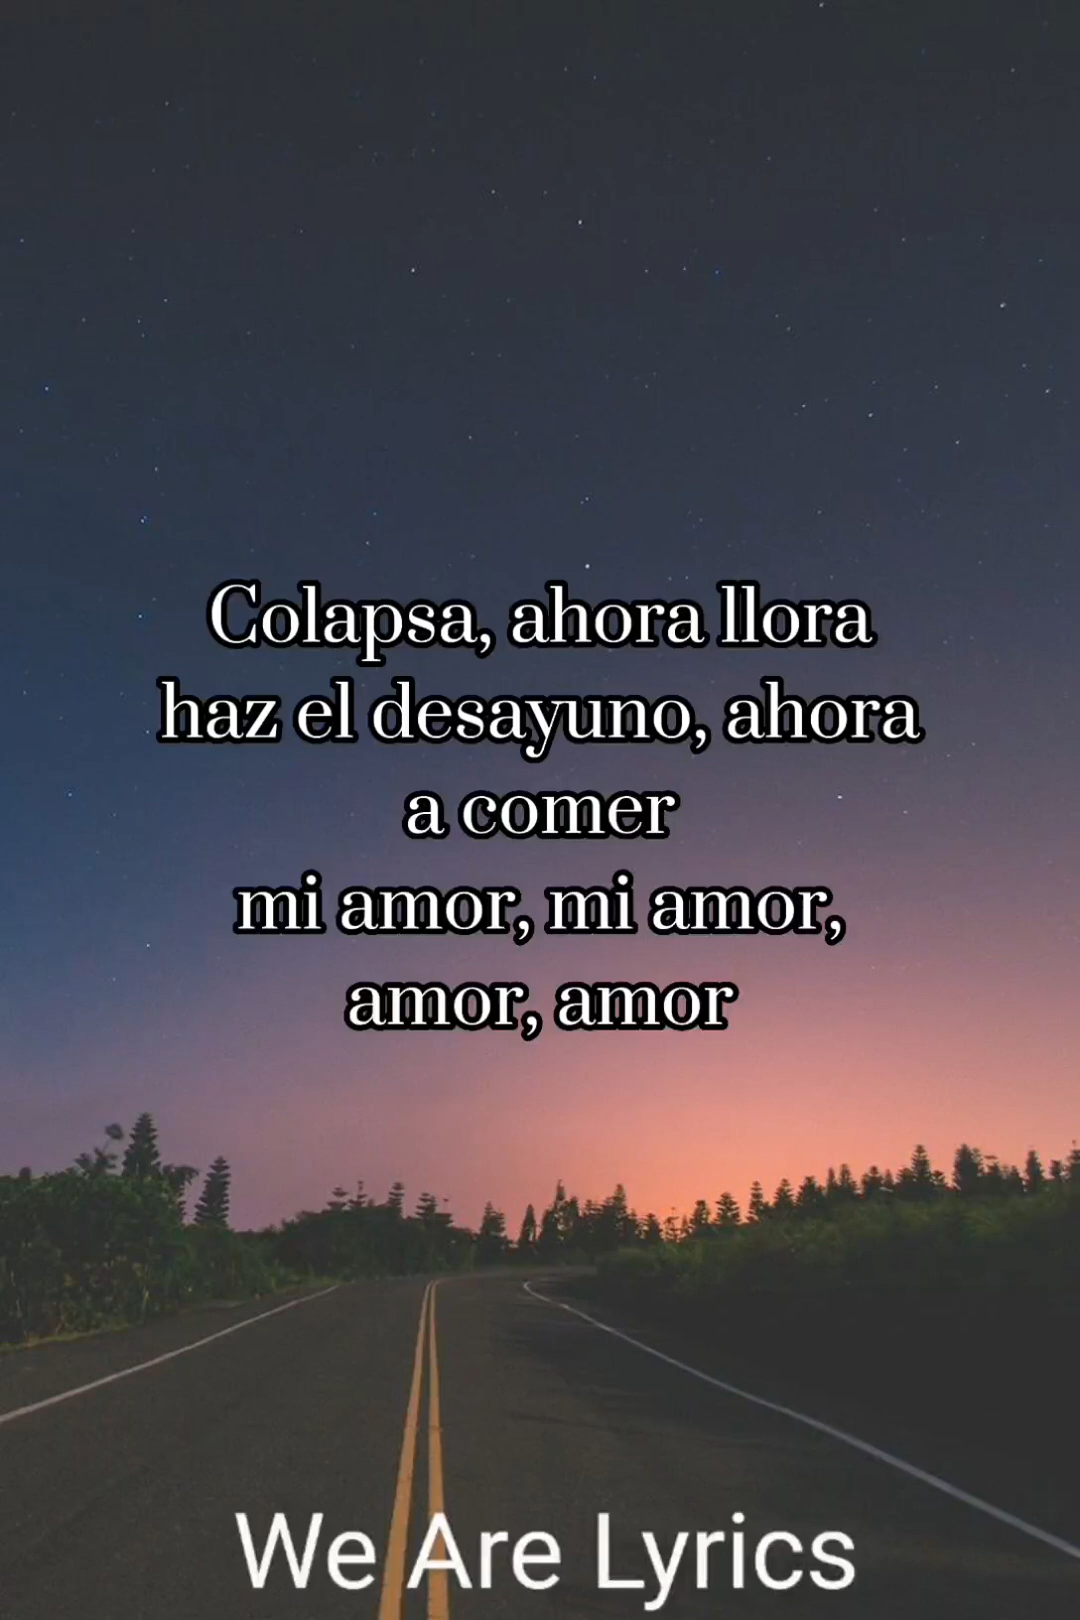 Colapsa, ahora llora
haz el desayuno, ahora
a comer
mi amor, mi amor,
amor, amor
We Are Lyrics